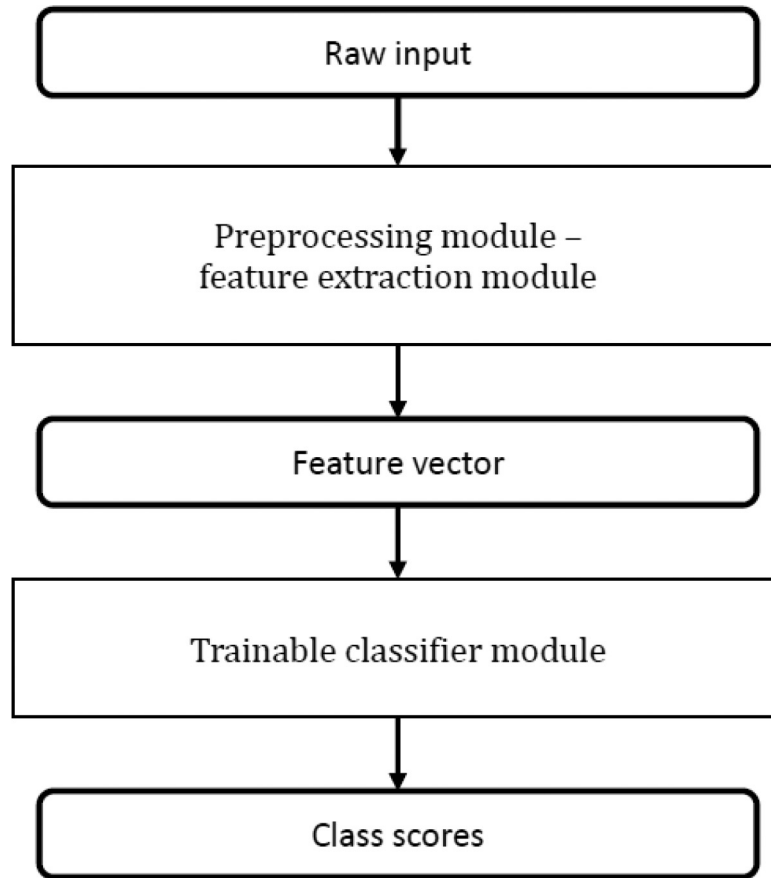 Raw input
Preprocessing module –
feature extraction module
Feature vector
Trainable classifier module
Class scores